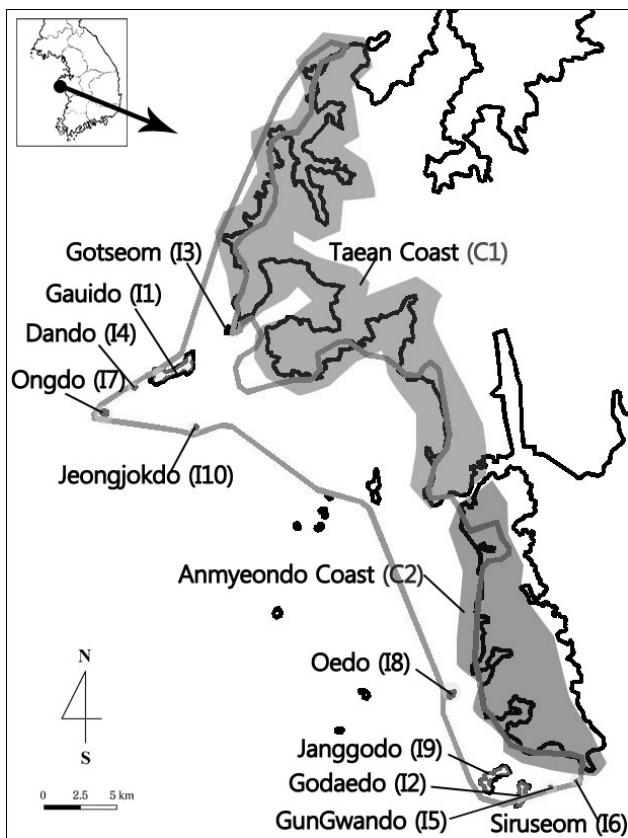 Gotseom (I3)
Taean Coast (C1)
Gauido (I1)
Dando (I4)
Ongdo (I7)
Jeongjokdo (I10)
Anmyeondo Coast (C2)
Oedo (I8)
N
S
Janggodo (I9)
Godaedo (I2)
0 2.5 5 km
GunGwando (I5)
Siruseom (I6)